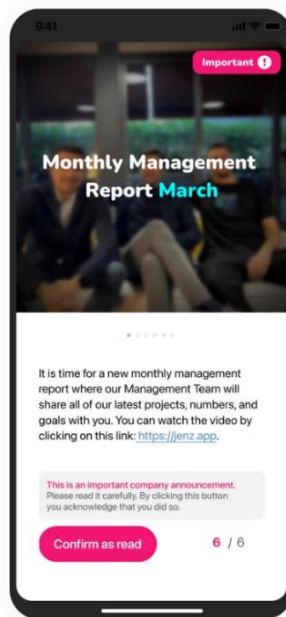 9:41
Important !
Monthly Management
Report March
It is time for a new monthly management
report where our Management Team will
share all of our latest projects, numbers, and
goals with you. You can watch the video by
clicking on this link: https://jenz.app.
This is an important company announcement.
Please read it carefully. By clicking this button
you acknowledge that you did so.
Confirm as read
6 / 6